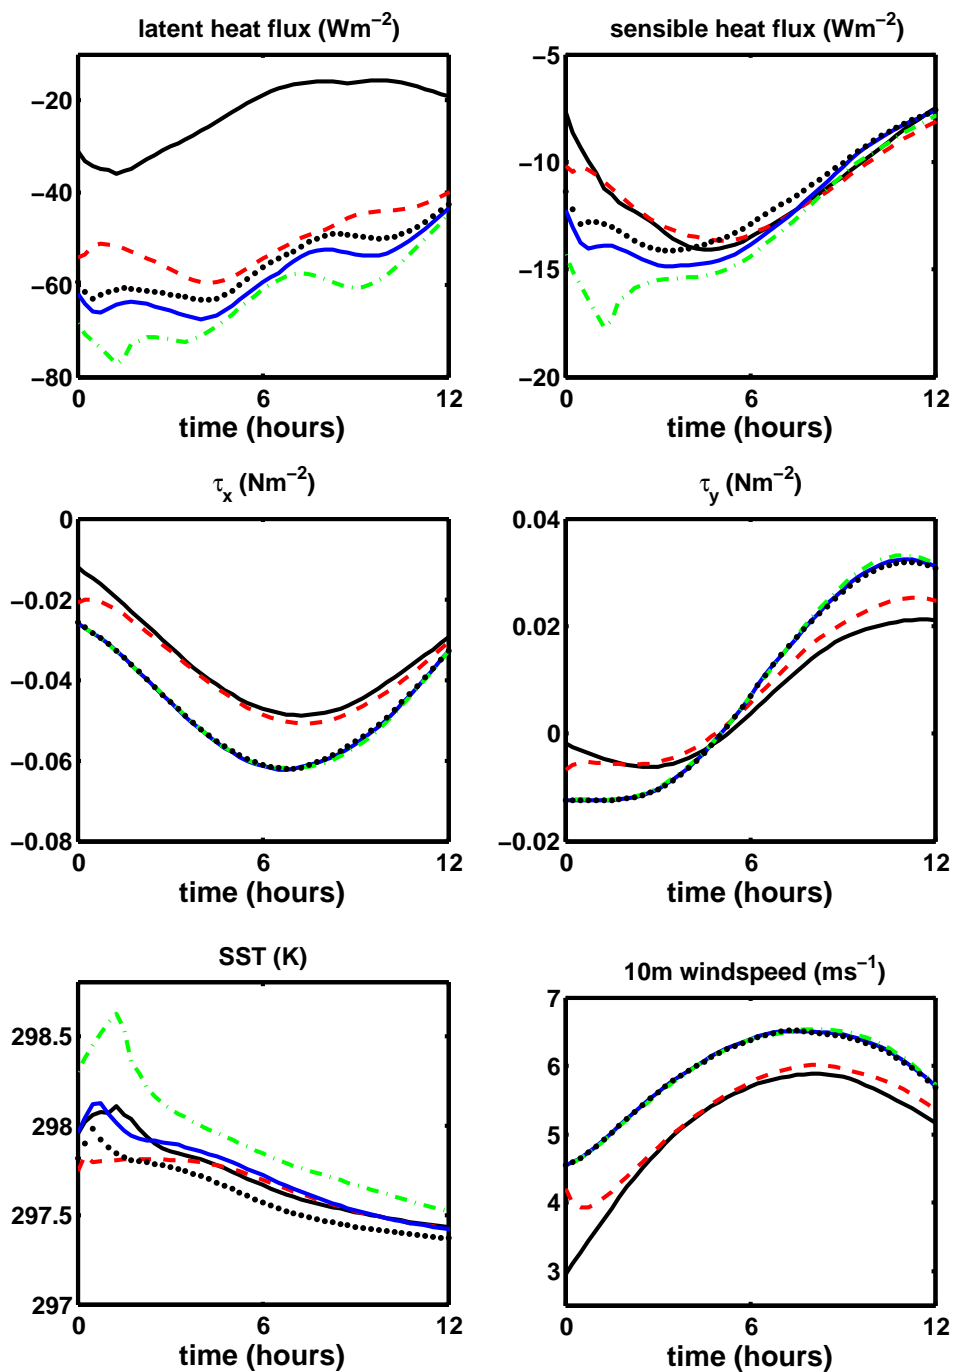 latent heat flux (Wm⁻²)
sensible heat flux (Wm⁻²)
−20
−40
−60
−80
0 6 12
time (hours)
−5
−10
−15
−20
0 6 12
time (hours)
τx (Nm⁻²)
τy (Nm⁻²)
0
−0.02
−0.04
−0.06
−0.08
0 6 12
time (hours)
0.04
0.02
0
−0.02
0 6 12
time (hours)
SST (K)
10m windspeed (ms⁻¹)
298.5
298
297.5
297
0 6 12
time (hours)
7
6
5
4
3
0 6 12
time (hours)